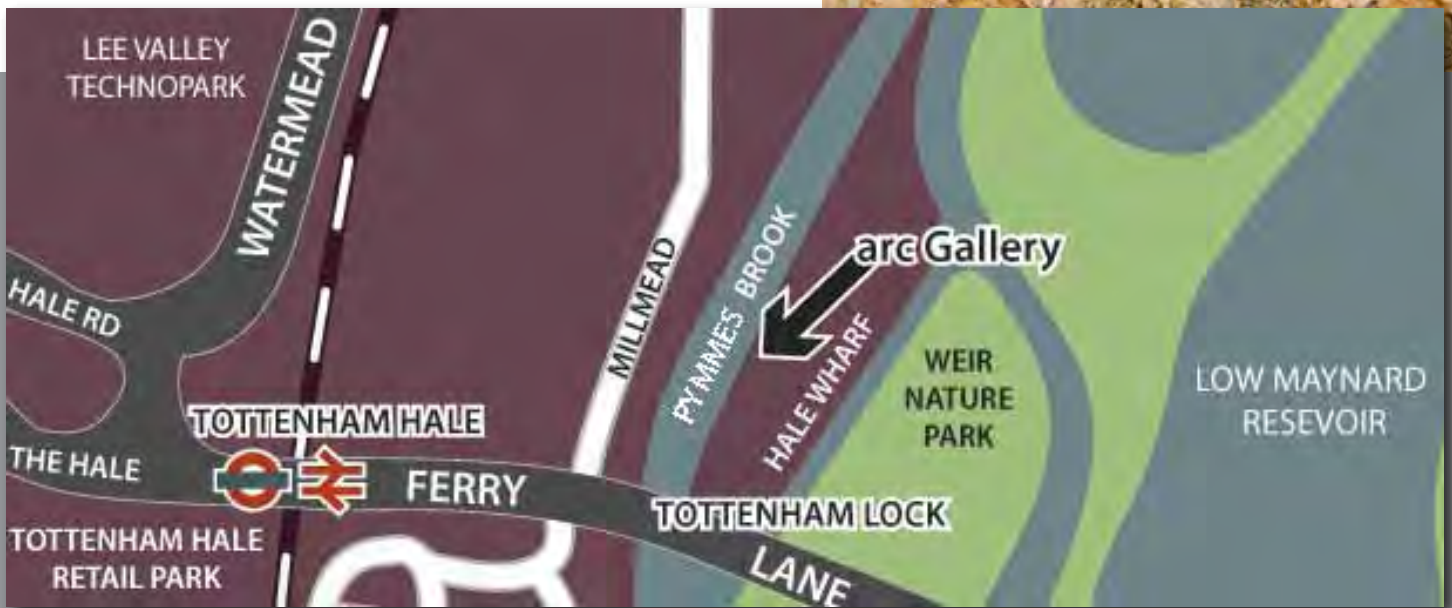 LEE VALLEY
TECHNOPARK
WATERMEAD
HALE RD
THE HALE
TOTTENHAM HALE
FERRY
LANE
TOTTENHAM HALE
RETAIL PARK
MILLMEAD
PYMMES BROOK
arc Gallery
HALE WHARF
WEIR
NATURE
PARK
TOTTENHAM LOCK
LOW MAYNARD
RESEVOIR